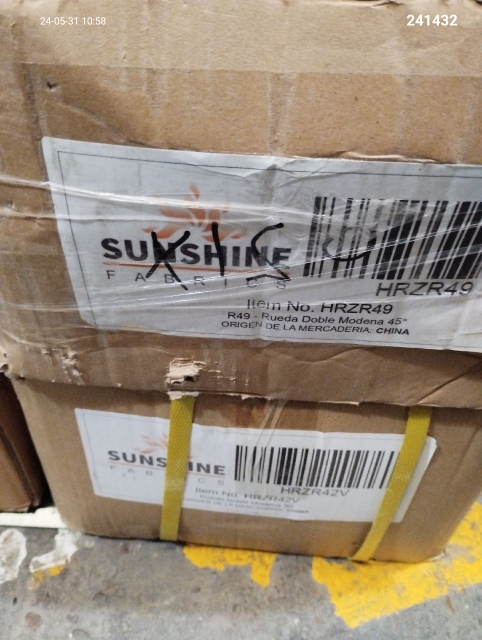 24-05-31 10:58
241432
SUNSHINE
FABRICS
HRZR49
Item No. HRZR49
R49 - Rueda Doble Modena 45°
ORIGEN DE LA MERCADERIA: CHINA
SUNSHINE
FABRICS
HRZR42V
Item No. HRZR42V